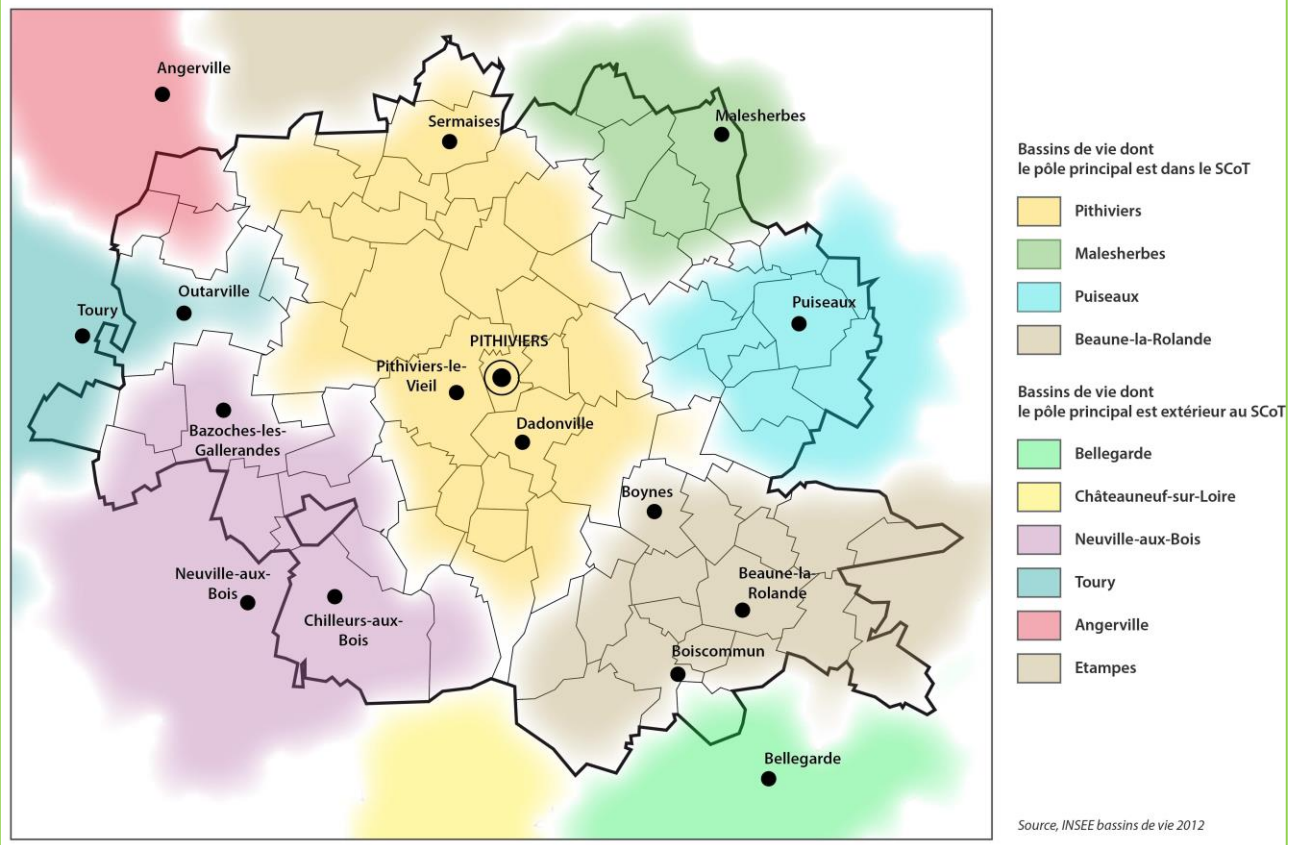 Angerville
Sermaises
Malesherbes
Outarville
Toury
Puiseaux
PITHIVIERS
Pithiviers-le-
Vieil
Dadonville
Bazoches-les-
Gallerandes
Boynes
Neuville-aux-
Bois
Beaune-la-
Rolande
Chilleurs-aux-
Bois
Boiscommun
Bellegarde
Bassins de vie dont
le pôle principal est dans le SCoT
Pithiviers
Malesherbes
Puiseaux
Beaune-la-Rolande
Bassins de vie dont
le pôle principal est extérieur au SCoT
Bellegarde
Châteauneuf-sur-Loire
Neuville-aux-Bois
Toury
Angerville
Etampes
Source, INSEE bassins de vie 2012